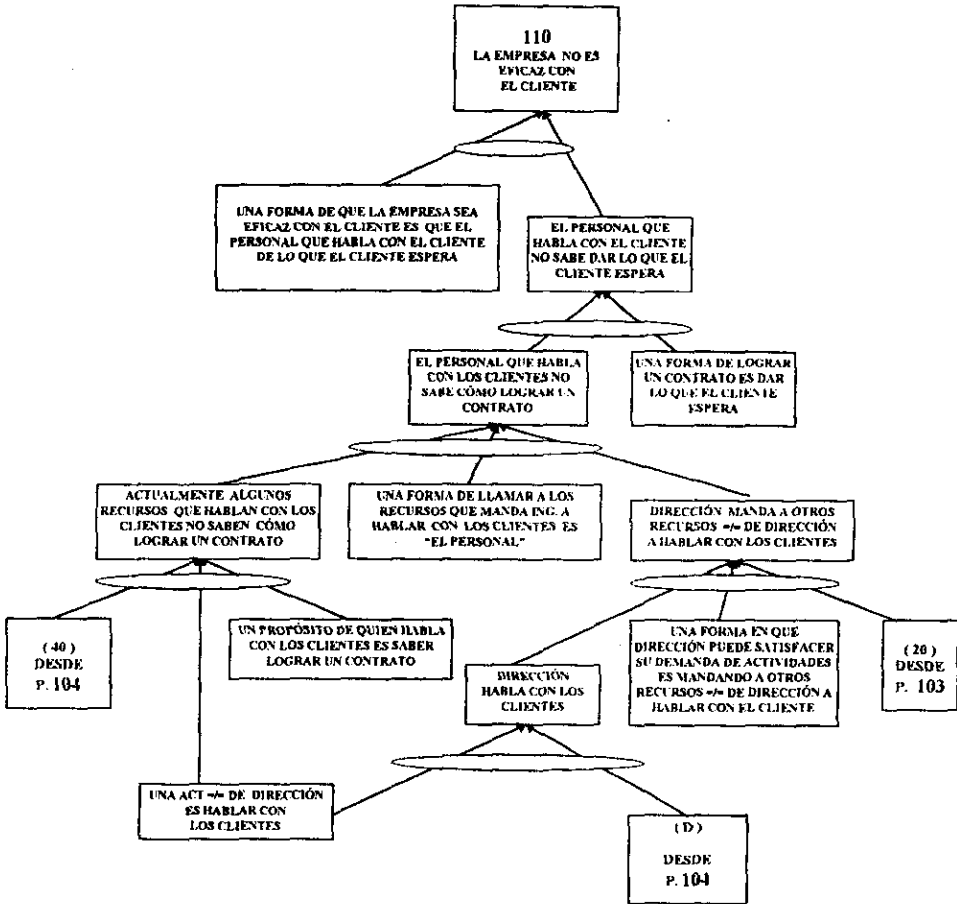 110
LA EMPRESA NO ES
EFICAZ CON
EL CLIENTE
UNA FORMA DE QUE LA EMPRESA SEA
EFICAZ CON EL CLIENTE ES QUE EL
PERSONAL QUE HABLA CON EL CLIENTE
DE LO QUE EL CLIENTE ESPERA
EL PERSONAL QUE
HABLA CON EL CLIENTE
NO SABE DAR LO QUE EL
CLIENTE ESPERA
EL PERSONAL QUE HABLA
CON LOS CLIENTES NO
SABE CÓMO LOGRAR UN
CONTRATO
UNA FORMA DE LOGRAR
UN CONTRATO ES DAR
LO QUE EL CLIENTE
ESPERA
ACTUALMENTE ALGUNOS
RECURSOS QUE HABLAN CON LOS
CLIENTES NO SABEN CÓMO
LOGRAR UN CONTRATO
UNA FORMA DE LLAMAR A LOS
RECURSOS QUE MANDA ING. A
HABLAR CON LOS CLIENTES ES
"EL PERSONAL"
DIRECCIÓN MANDA A OTROS
RECURSOS =/= DE DIRECCIÓN
A HABLAR CON LOS CLIENTES
( 40 )
DESDE
P. 104
UN PROPÓSITO DE QUIEN HABLA
CON LOS CLIENTES ES SABER
LOGRAR UN CONTRATO
DIRECCIÓN
HABLA CON LOS
CLIENTES
UNA FORMA EN QUE
DIRECCIÓN PUEDE SATISFACER
SU DEMANDA DE ACTIVIDADES
ES MANDANDO A OTROS
RECURSOS =/= DE DIRECCIÓN A
HABLAR CON EL CLIENTE
( 20 )
DESDE
P. 103
UNA ACT =/= DE DIRECCIÓN
ES HABLAR CON
LOS CLIENTES
( D )
DESDE
P. 104